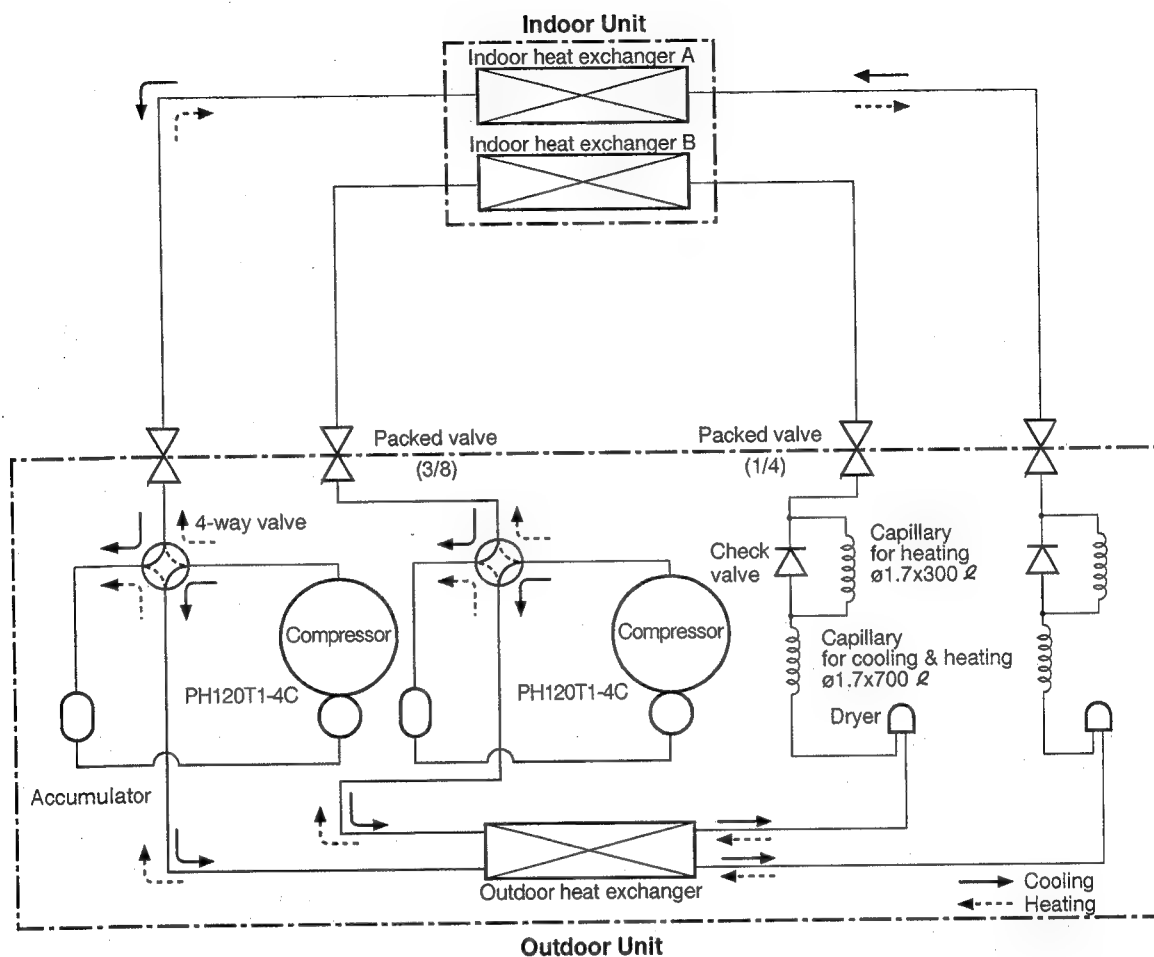 Indoor Unit
Indoor heat exchanger A
Indoor heat exchanger B
Packed valve
(3/8)
Packed valve
(1/4)
4-way valve
Check
valve
Capillary
for heating
ø1.7x300 ℓ
Compressor
Compressor
Capillary
for cooling & heating
ø1.7x700 ℓ
PH120T1-4C
PH120T1-4C
Dryer
Accumulator
Outdoor heat exchanger
Cooling
Heating
Outdoor Unit